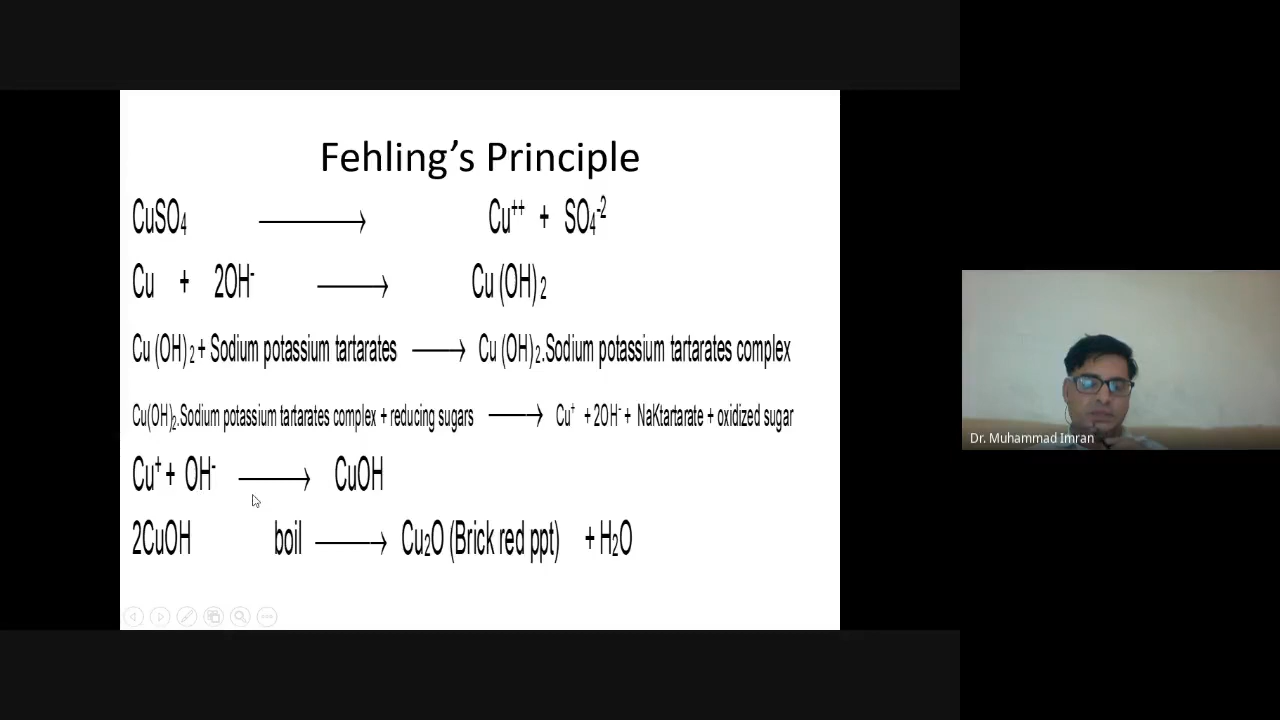 Fehling's Principle
CuSO₄ ⟶ Cu⁺⁺ + SO₄⁻²
Cu + 2OH⁻ ⟶ Cu (OH) ₂
Cu (OH) ₂ + Sodium potassium tartarates ⟶ Cu (OH) ₂.Sodium potassium tartarates complex
Cu(OH)₂.Sodium potassium tartarates complex + reducing sugars ⟶ Cu⁺ + 2OH⁻ + NaKtartarate + oxidized sugar
Cu⁺ + OH⁻ ⟶ CuOH
2CuOH boil ⟶ Cu₂O (Brick red ppt) + H₂O
Dr. Muhammad Imran